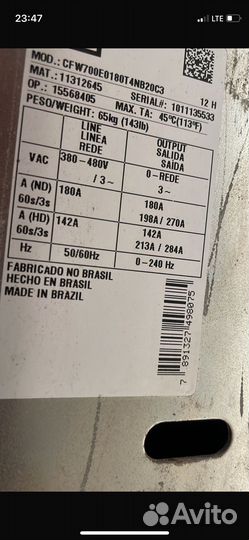 23:47
LTE
MOD.: CFW700E0180T4NB20C3
MAT.: 11312645
12 H
OP.: 15568405
SERIAL#: 1011135533
MAX. TA: 45°C(113°F)
PESO/WEIGHT: 65kg (143lb)
LINE
LINEA
REDE
OUTPUT
SALIDA
SAÍDA
VAC
380-480V
/ 3~
0-REDE
3~
A (ND)
60s/3s
180A
180A
198A / 270A
A (HD)
60s/3s
142A
142A
213A / 284A
Hz
50/60Hz
0-240 Hz
FABRICADO NO BRASIL
HECHO EN BRASIL
MADE IN BRAZIL
7 891327 498075
Avito